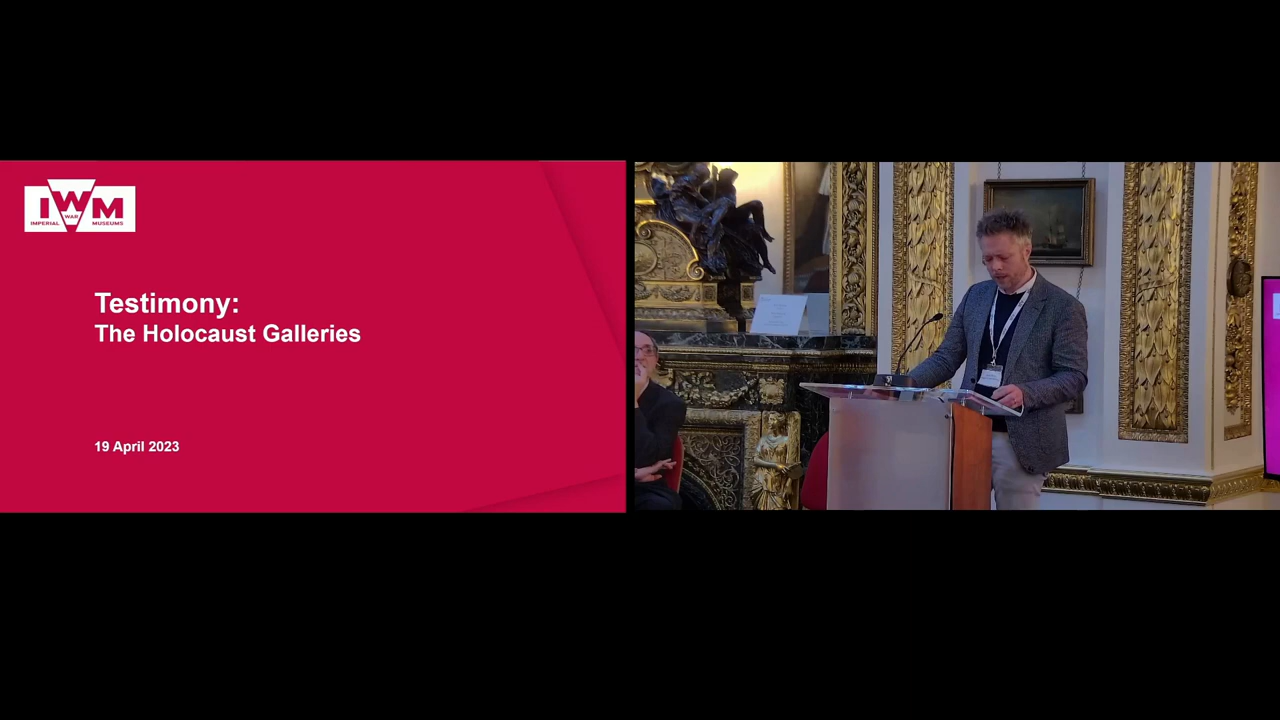 IWM
IMPERIAL WAR MUSEUMS
Testimony:
The Holocaust Galleries
19 April 2023